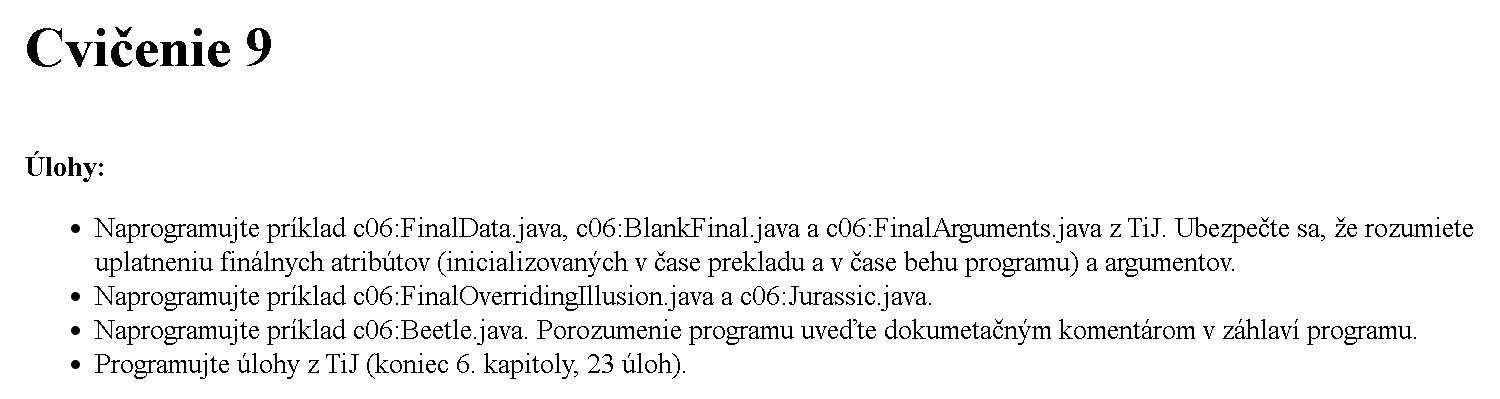 Cvičenie 9
Úlohy:
• Naprogramujte príklad c06:FinalData.java, c06:BlankFinal.java a c06:FinalArguments.java z TiJ. Ubezpečte sa, že rozumiete
uplatneniu finálnych atribútov (inicializovaných v čase prekladu a v čase behu programu) a argumentov.
• Naprogramujte príklad c06:FinalOverridingIllusion.java a c06:Jurassic.java.
• Naprogramujte príklad c06:Beetle.java. Porozumenie programu uveďte dokumetačným komentárom v záhlaví programu.
• Programujte úlohy z TiJ (koniec 6. kapitoly, 23 úloh).